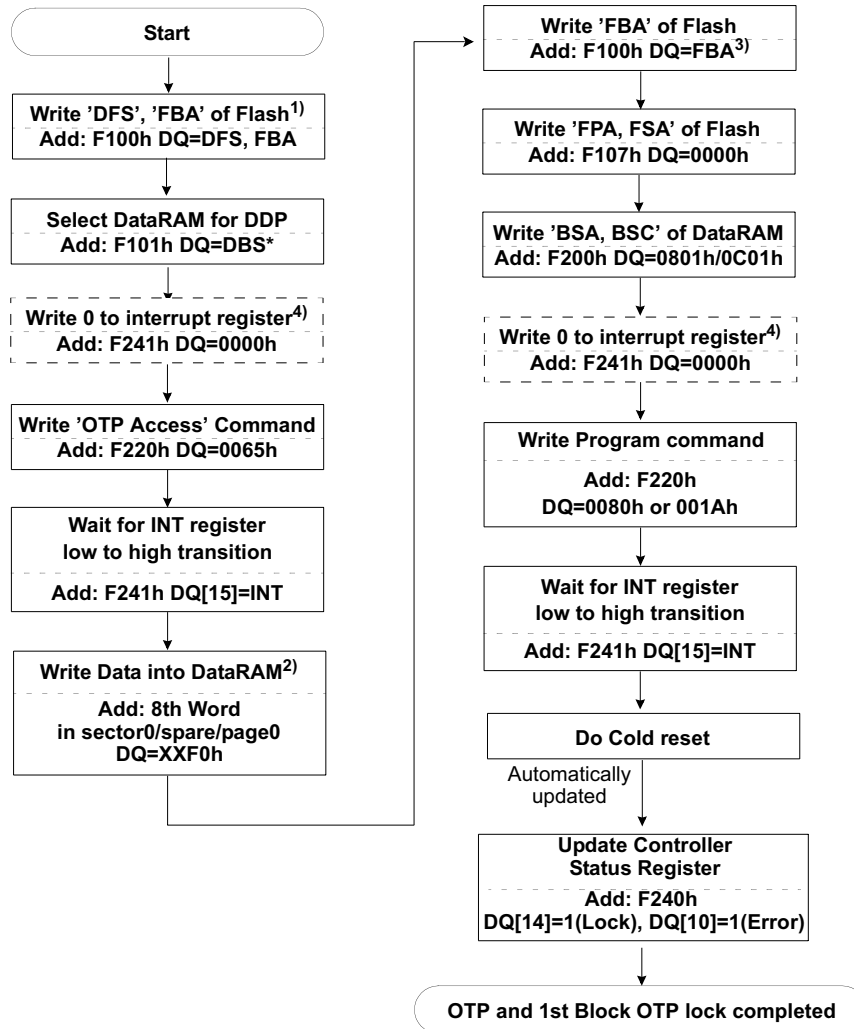 Start
Write 'DFS', 'FBA' of Flash1)
Add: F100h DQ=DFS, FBA
Select DataRAM for DDP
Add: F101h DQ=DBS*
Write 0 to interrupt register4)
Add: F241h DQ=0000h
Write 'OTP Access' Command
Add: F220h DQ=0065h
Wait for INT register
low to high transition
Add: F241h DQ[15]=INT
Write Data into DataRAM2)
Add: 8th Word
in sector0/spare/page0
DQ=XXF0h
Write 'FBA' of Flash
Add: F100h DQ=FBA3)
Write 'FPA, FSA' of Flash
Add: F107h DQ=0000h
Write 'BSA, BSC' of DataRAM
Add: F200h DQ=0801h/0C01h
Write 0 to interrupt register4)
Add: F241h DQ=0000h
Write Program command
Add: F220h
DQ=0080h or 001Ah
Wait for INT register
low to high transition
Add: F241h DQ[15]=INT
Do Cold reset
Automatically
updated
Update Controller
Status Register
Add: F240h
DQ[14]=1(Lock), DQ[10]=1(Error)
OTP and 1st Block OTP lock completed